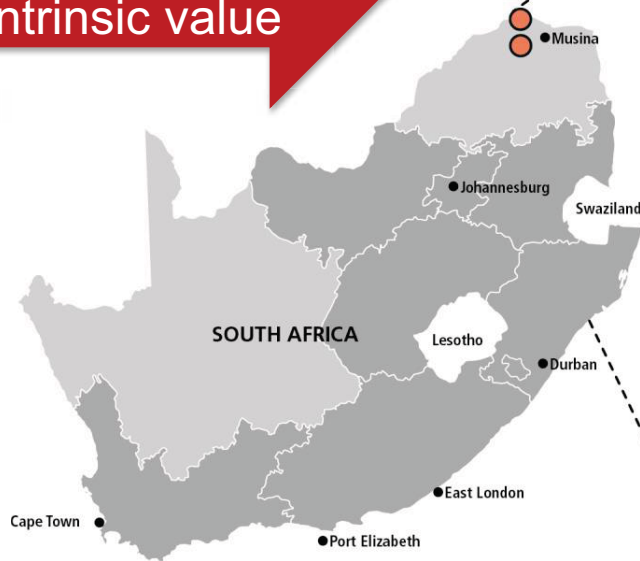 ntrinsic value
Musina
Johannesburg
Swaziland
SOUTH AFRICA
Lesotho
Durban
East London
Cape Town
Port Elizabeth